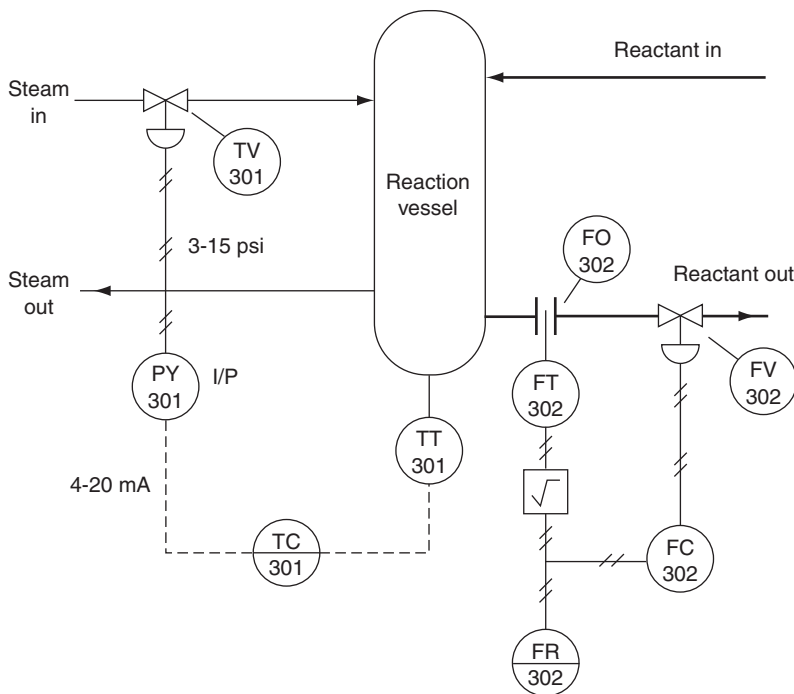 Reactant in
Steam
in
TV
301
Reaction
vessel
3-15 psi
FO
302
Reactant out
Steam
out
PY
301
I/P
FT
302
FV
302
TT
301
4-20 mA
√
TC
301
FC
302
FR
302